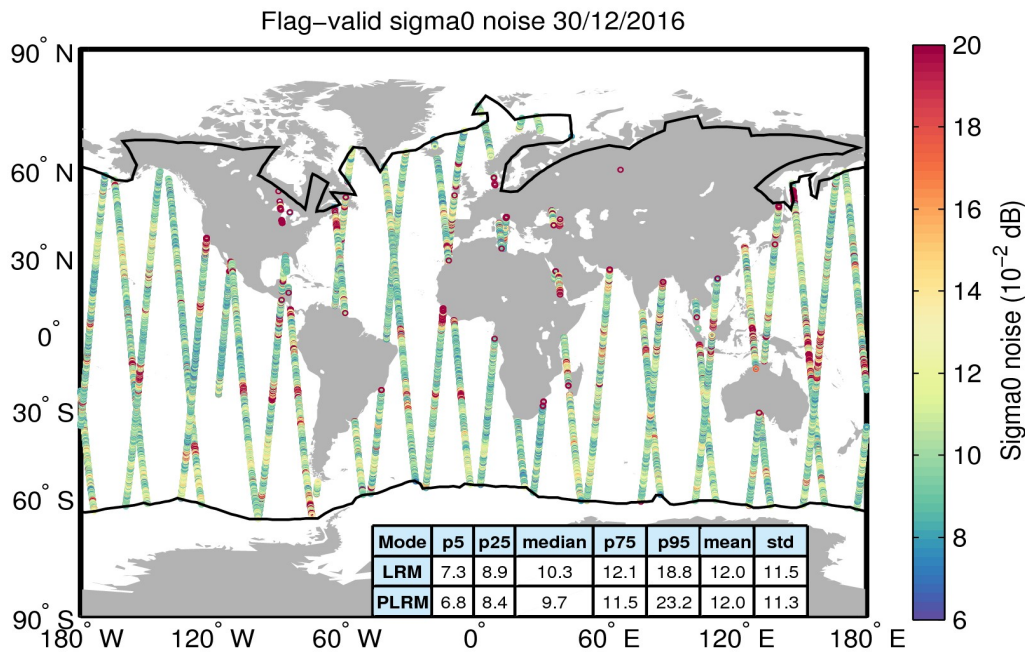 Flag−valid sigma0 noise 30/12/2016
90° N
60° N
30° N
0°
30° S
60° S
90° S
180° W
120° W
60° W
0°
60° E
120° E
180° E
Mode p5 p25 median p75 p95 mean std
LRM 7.3 8.9 10.3 12.1 18.8 12.0 11.5
PLRM 6.8 8.4 9.7 11.5 23.2 12.0 11.3
20
18
16
14
12
10
8
6
Sigma0 noise (10⁻² dB)